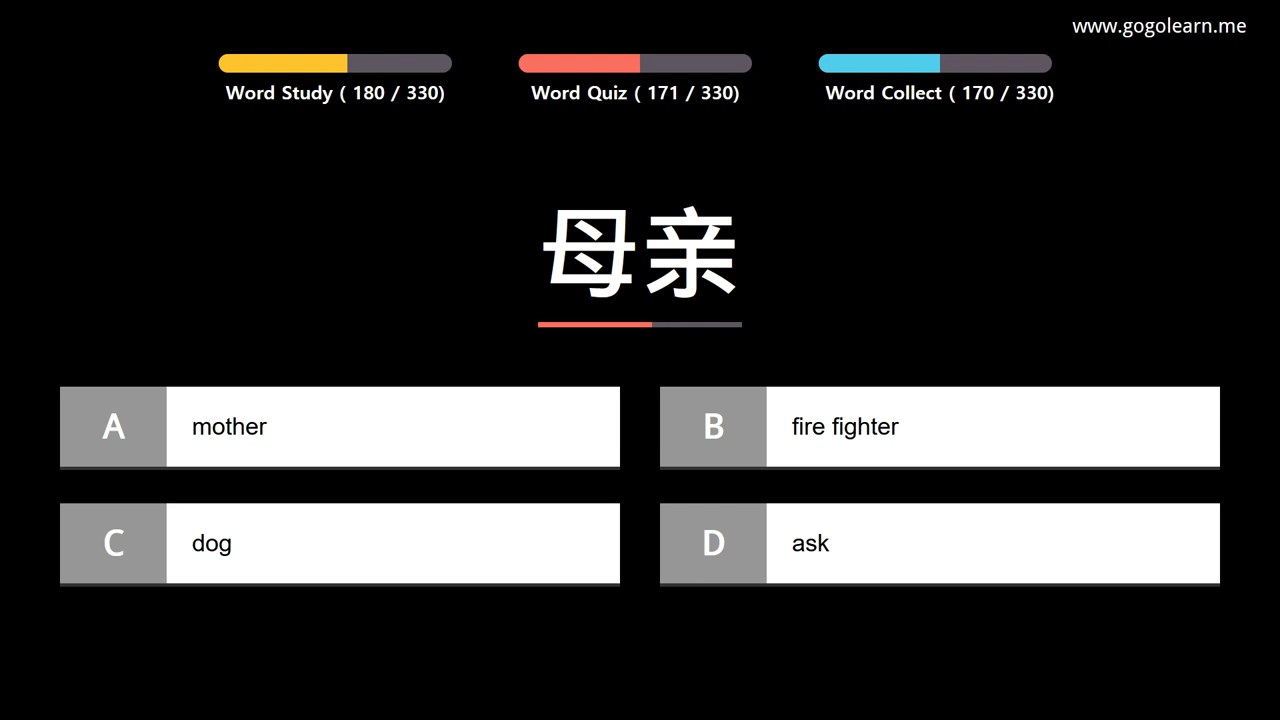 www.gogolearn.me
Word Study ( 180 / 330)
Word Quiz ( 171 / 330)
Word Collect ( 170 / 330)
母亲
A mother
B fire fighter
C dog
D ask